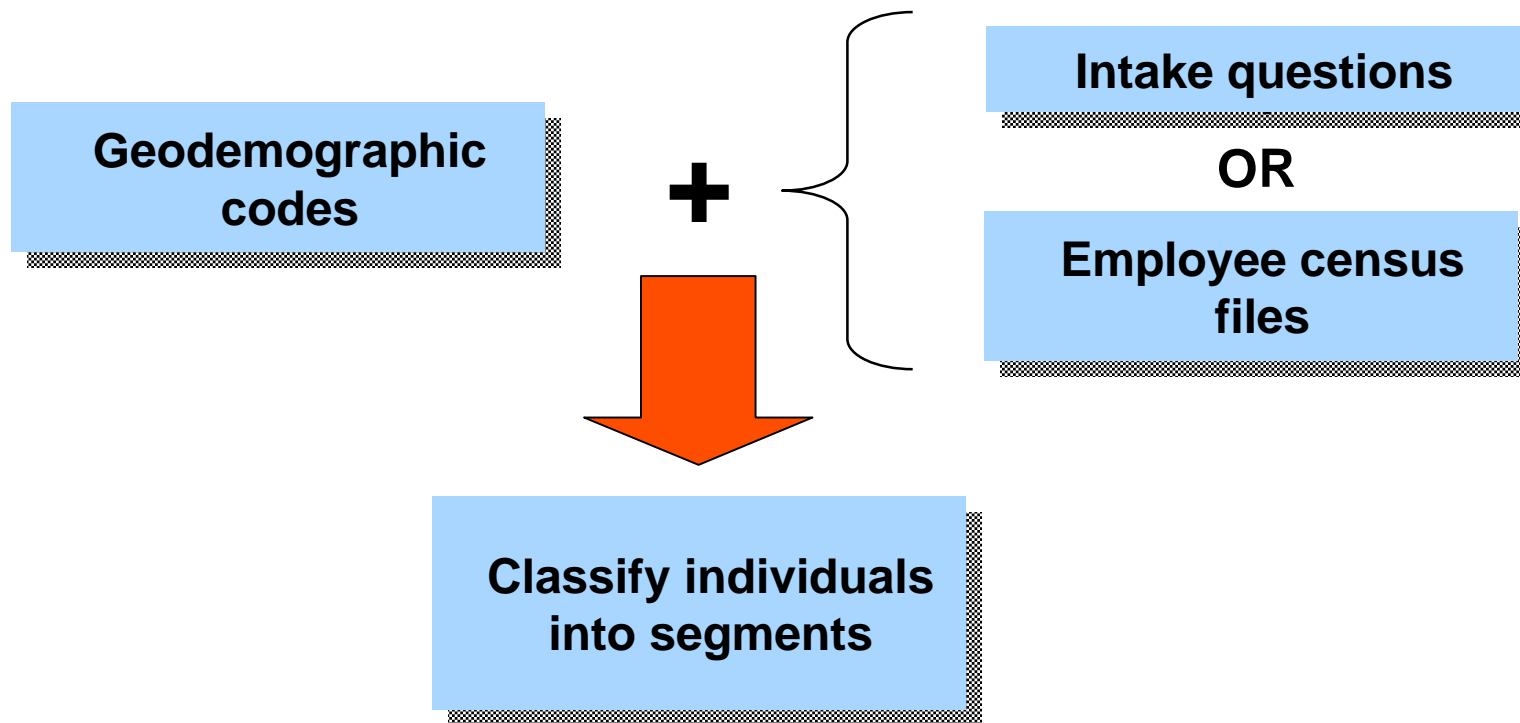 Geodemographic
codes
+
Intake questions
OR
Employee census
files
Classify individuals
into segments